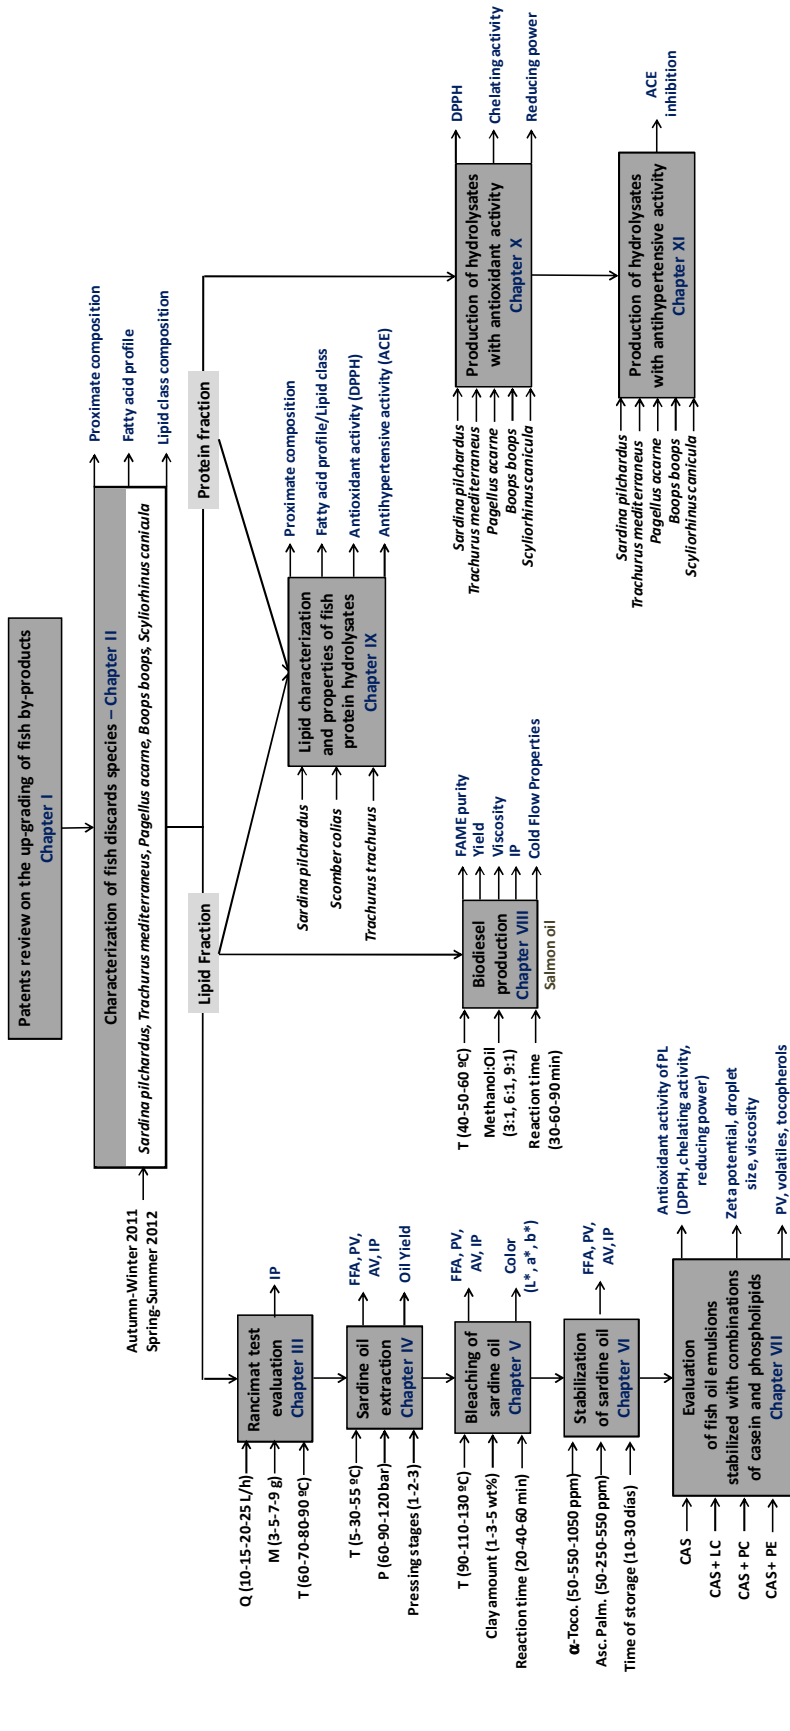 Patents review on the up-grading of fish by-products
Chapter I
Characterization of fish discards species – Chapter II
Sardina pilchardus, Trachurus mediterraneus, Pagellus acarne, Boops boops, Scyliorhinus canicula
Autumn-Winter 2011
Spring-Summer 2012
Proximate composition
Fatty acid profile
Lipid class composition
Lipid Fraction
Protein fraction
Q (10-15-20-25 L/h)
M (3-5-7-9 g)
T (60-70-80-90 ºC)
Rancimat test
evaluation
Chapter III
IP
T (5-30-55 ºC)
P (60-90-120 bar)
Pressing stages (1-2-3)
Sardine oil
extraction
Chapter IV
FFA, PV,
AV, IP
Oil Yield
T (90-110-130 ºC)
Clay amount (1-3-5 wt%)
Reaction time (20-40-60 min)
Bleaching of
sardine oil
Chapter V
FFA, PV,
AV, IP
Color
(L*, a*, b*)
α-Toco. (50-550-1050 ppm)
Asc. Palm. (50-250-550 ppm)
Time of storage (10-30 días)
Stabilization
of sardine oil
Chapter VI
FFA, PV,
AV, IP
CAS
CAS + LC
CAS + PC
CAS + PE
Evaluation
of fish oil emulsions
stabilized with combinations
of casein and phospholipids
Chapter VII
Antioxidant activity of PL
(DPPH, chelating activity,
reducing power)
Zeta potential, droplet
size, viscosity
PV, volatiles, tocopherols
T (40-50-60 ºC)
Methanol:Oil
(3:1, 6:1, 9:1)
Reaction time
(30-60-90 min)
Biodiesel
production
Chapter VIII
Salmon oil
FAME purity
Yield
Viscosity
IP
Cold Flow Properties
Sardina pilchardus
Scomber colias
Trachurus trachurus
Lipid characterization
and properties of fish
protein hydrolysates
Chapter IX
Proximate composition
Fatty acid profile/Lipid class
Antioxidant activity (DPPH)
Antihypertensive activity (ACE)
Sardina pilchardus
Trachurus mediterraneus
Pagellus acarne
Boops boops
Scyliorhinus canicula
Production of hydrolysates
with antioxidant activity
Chapter X
DPPH
Chelating activity
Reducing power
Sardina pilchardus
Trachurus mediterraneus
Pagellus acarne
Boops boops
Scyliorhinus canicula
Production of hydrolysates
with antihypertensive activity
Chapter XI
ACE
inhibition